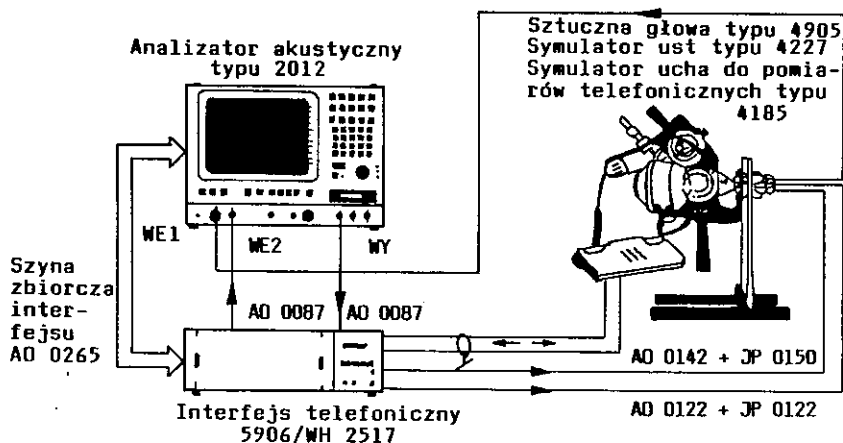 Analizator akustyczny
typu 2012
Sztuczna głowa typu 4905
Symulator ust typu 4227
Symulator ucha do pomia-
rów telefonicznych typu
4185
WE1
WE2
WY
Szyna
zbiorcza
inter-
fejsu
AO 0265
AO 0087
AO 0087
AO 0142 + JP 0150
AO 0122 + JP 0122
Interfejs telefoniczny
5906/WH 2517